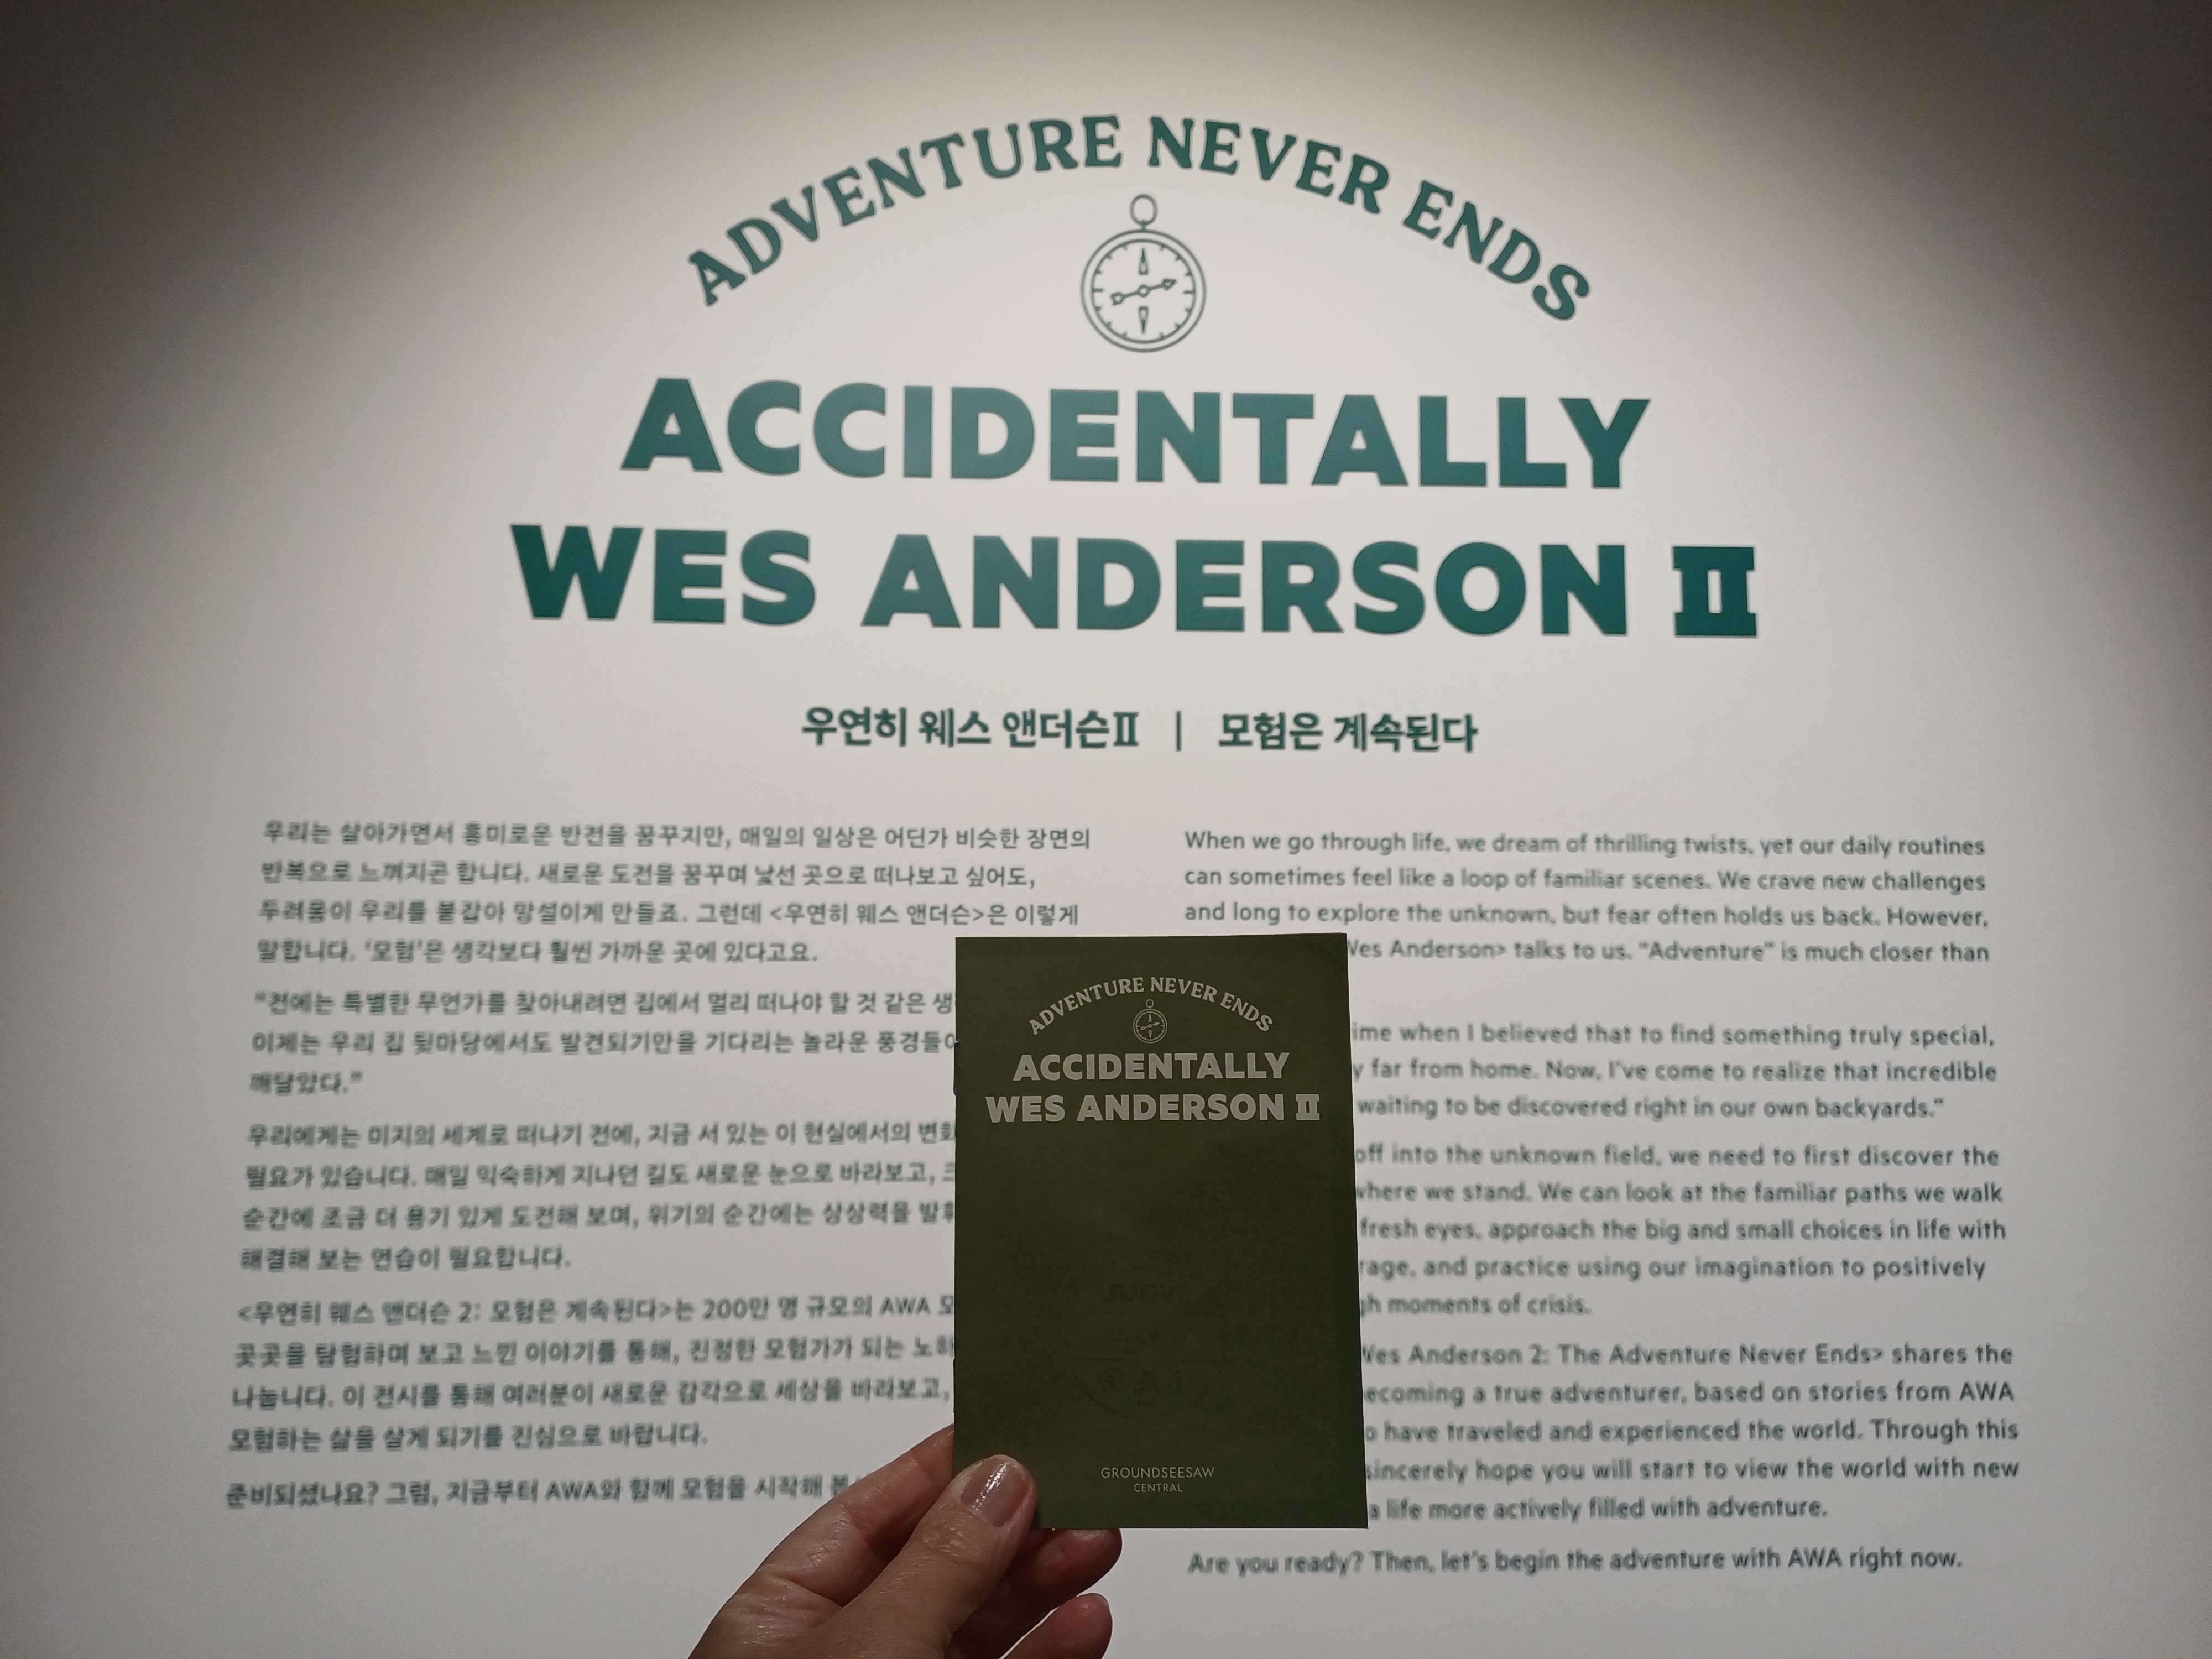 ADVENTURE NEVER ENDS
ACCIDENTALLY
WES ANDERSON II
우연히 웨스 앤더슨II | 모험은 계속된다
우리는 살아가면서 흥미로운 반전을 꿈꾸지만, 매일의 일상은 어딘가 비슷한 장면의
반복으로 느껴지곤 합니다. 새로운 도전을 꿈꾸며 낯선 곳으로 떠나보고 싶어도,
두려움이 우리를 붙잡아 망설이게 만들죠. 그런데 <우연히 웨스 앤더슨>은 이렇게
말합니다. ‘모험’은 생각보다 훨씬 가까운 곳에 있다고요.
“전에는 특별한 무언가를 찾아내려면 집에서 멀리 떠나야 할 것 같은
이제는 우리 집 뒷마당에서도 발견되기만을 기다리는 놀라운
깨달았다.”
우리에게는 미지의 세계로 떠나기 전에, 지금 서 있는 이 현실에서의
필요가 있습니다. 매일 익숙하게 지나던 길도 새로운 눈으로 바라보고,
순간에 조금 더 용기 있게 도전해 보며, 위기의 순간에는 상상력을
해결해 보는 연습이 필요합니다.
<우연히 웨스 앤더슨 2: 모험은 계속된다>는 200만 명 규모의 AWA
곳곳을 탐험하며 보고 느낀 이야기를 통해, 진정한 모험가가 되는
나눕니다. 이 전시를 통해 여러분이 새로운 감각으로 세상을 바라보고,
모험하는 삶을 살게 되기를 진심으로 바랍니다.
준비되셨나요? 그럼, 지금부터 AWA와 함께 모험을 시작해
When we go through life, we dream of thrilling twists, yet our daily routines
can sometimes feel like a loop of familiar scenes. We crave new challenges
and long to explore the unknown, but fear often holds us back. However,
Wes Anderson> talks to us. “Adventure” is much closer than
when I believed that to find something truly special,
far from home. Now, I've come to realize that incredible
waiting to be discovered right in our own backyards.”
off into the unknown field, we need to first discover the
where we stand. We can look at the familiar paths we walk
fresh eyes, approach the big and small choices in life with
and practice using our imagination to positively
moments of crisis.
Wes Anderson 2: The Adventure Never Ends> shares the
a true adventurer, based on stories from AWA
have traveled and experienced the world. Through this
sincerely hope you will start to view the world with new
a life more actively filled with adventure.
Are you ready? Then, let's begin the adventure with AWA right now.
ADVENTURE NEVER ENDS
ACCIDENTALLY
WES ANDERSON II
GROUNDSEESAW
CENTRAL